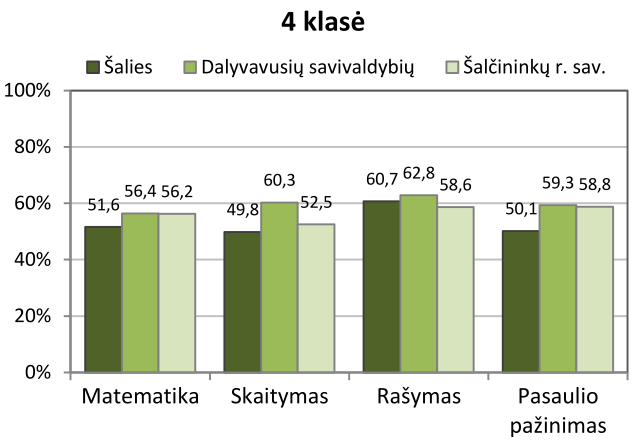 4 klasė
Šalies Dalyvavusių savivaldybių Šalčininkų r. sav.
100%
80%
60%
40%
20%
0%
51,6 56,4 56,2
49,8 60,3 52,5
60,7 62,8 58,6
50,1 59,3 58,8
Matematika Skaitymas Rašymas Pasaulio
pažinimas